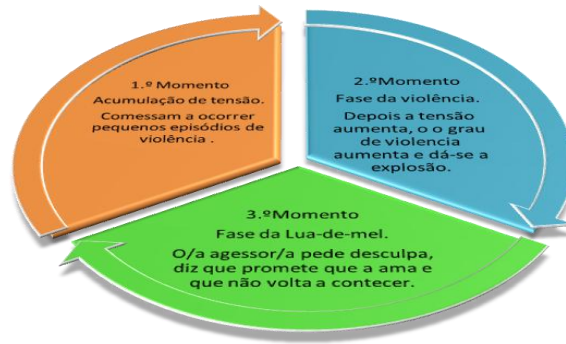 1.º Momento
Acumulação de tensão.
Comessam a ocorrer
pequenos episódios de
violência .
2.ºMomento
Fase da violência.
Depois a tensão
aumenta, o o grau
de violencia
aumenta e dá-se a
explosão.
3.ºMomento
Fase da Lua-de-mel.
O/a agessor/a pede desculpa,
diz que promete que a ama e
que não volta a contecer.